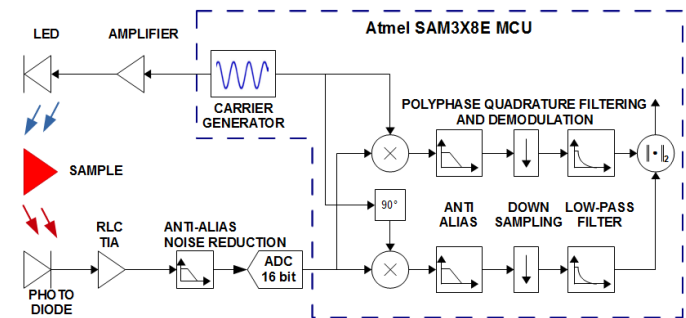 Atmel SAM3X8E MCU
LED
AMPLIFIER
CARRIER
GENERATOR
POLYPHASE QUADRATURE FILTERING
AND DEMODULATION
SAMPLE
‖•‖₂
90°
RLC
TIA
ANTI-ALIAS
NOISE REDUCTION
ANTI
ALIAS
DOWN
SAMPLING
LOW-PASS
FILTER
ADC
16 bit
PHOTO
DIODE